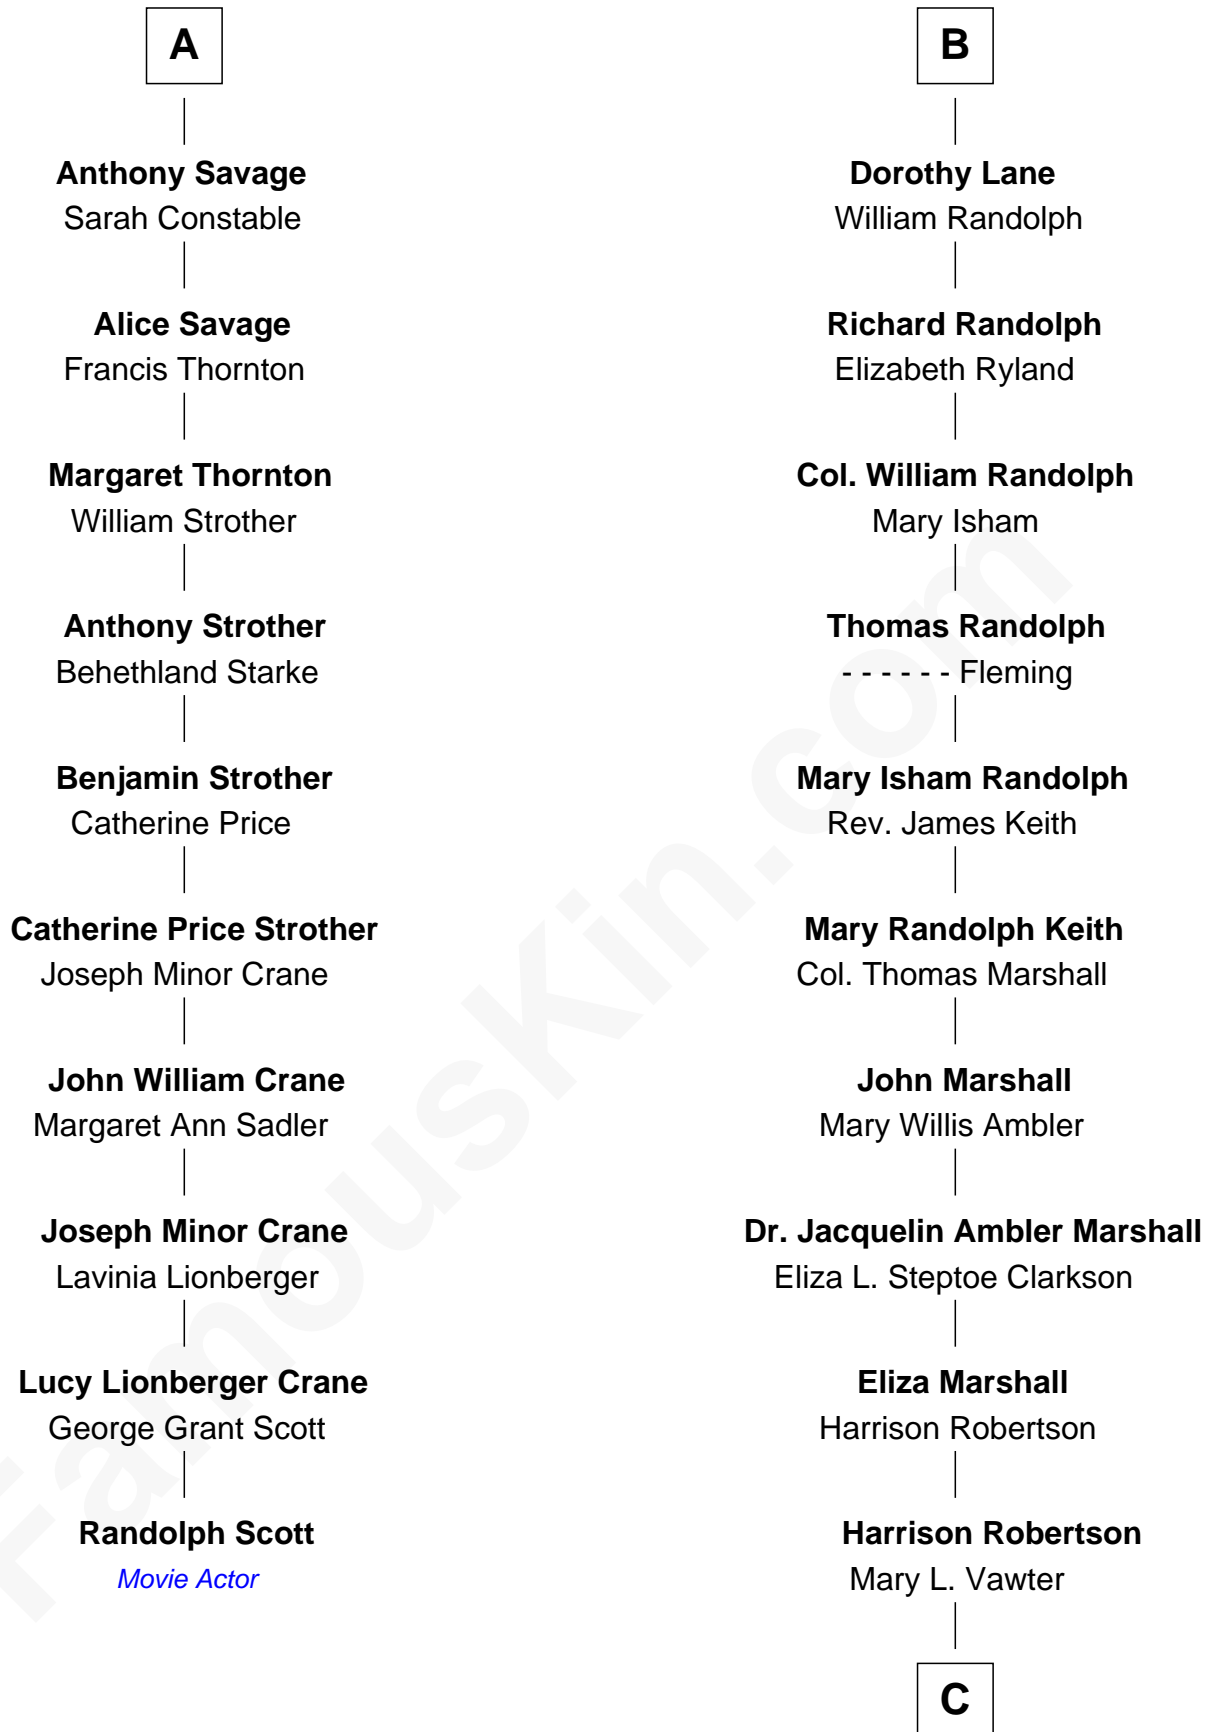 A
Anthony Savage
Sarah Constable
Alice Savage
Francis Thornton
Margaret Thornton
William Strother
Anthony Strother
Behethland Starke
Benjamin Strother
Catherine Price
Catherine Price Strother
Joseph Minor Crane
John William Crane
Margaret Ann Sadler
Joseph Minor Crane
Lavinia Lionberger
Lucy Lionberger Crane
George Grant Scott
Randolph Scott
Movie Actor
B
Dorothy Lane
William Randolph
Richard Randolph
Elizabeth Ryland
Col. William Randolph
Mary Isham
Thomas Randolph
- - - - - - Fleming
Mary Isham Randolph
Rev. James Keith
Mary Randolph Keith
Col. Thomas Marshall
John Marshall
Mary Willis Ambler
Dr. Jacquelin Ambler Marshall
Eliza L. Steptoe Clarkson
Eliza Marshall
Harrison Robertson
Harrison Robertson
Mary L. Vawter
C
FamousKin.com